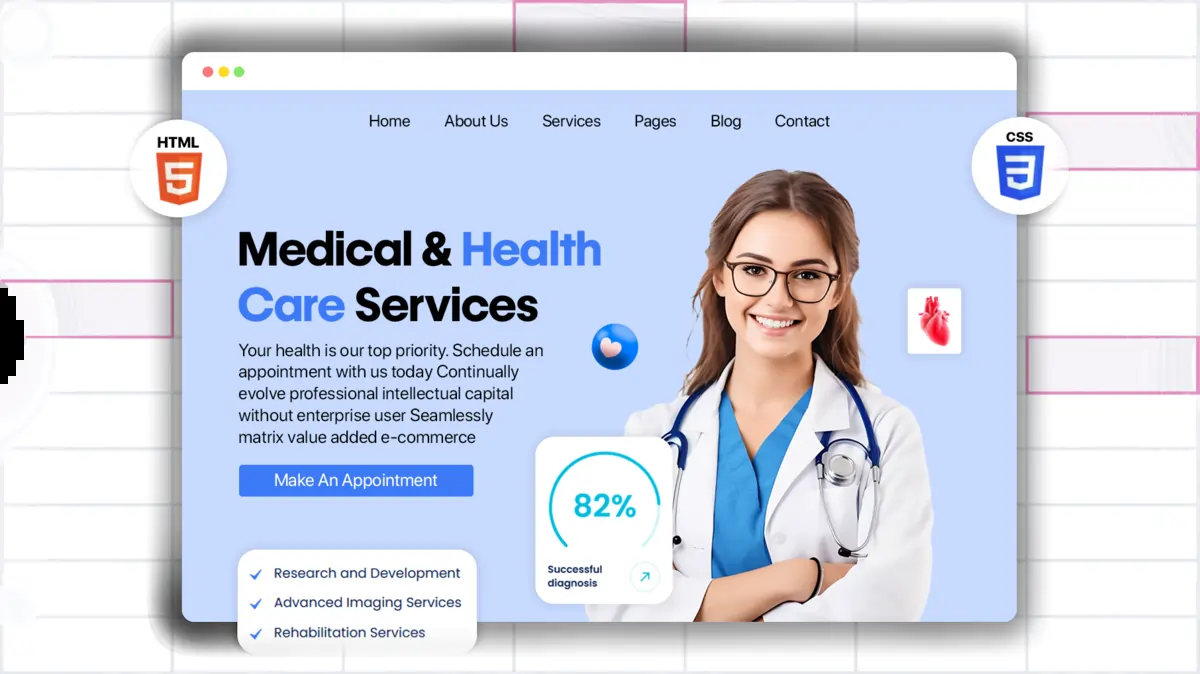 Home About Us Services Pages Blog Contact
HTML
5
CSS
3
Medical & Health
Care Services
Your health is our top priority. Schedule an
appointment with us today Continually
evolve professional intellectual capital
without enterprise user Seamlessly
matrix value added e-commerce
Make An Appointment
82%
Successful
diagnosis
Research and Development
Advanced Imaging Services
Rehabilitation Services